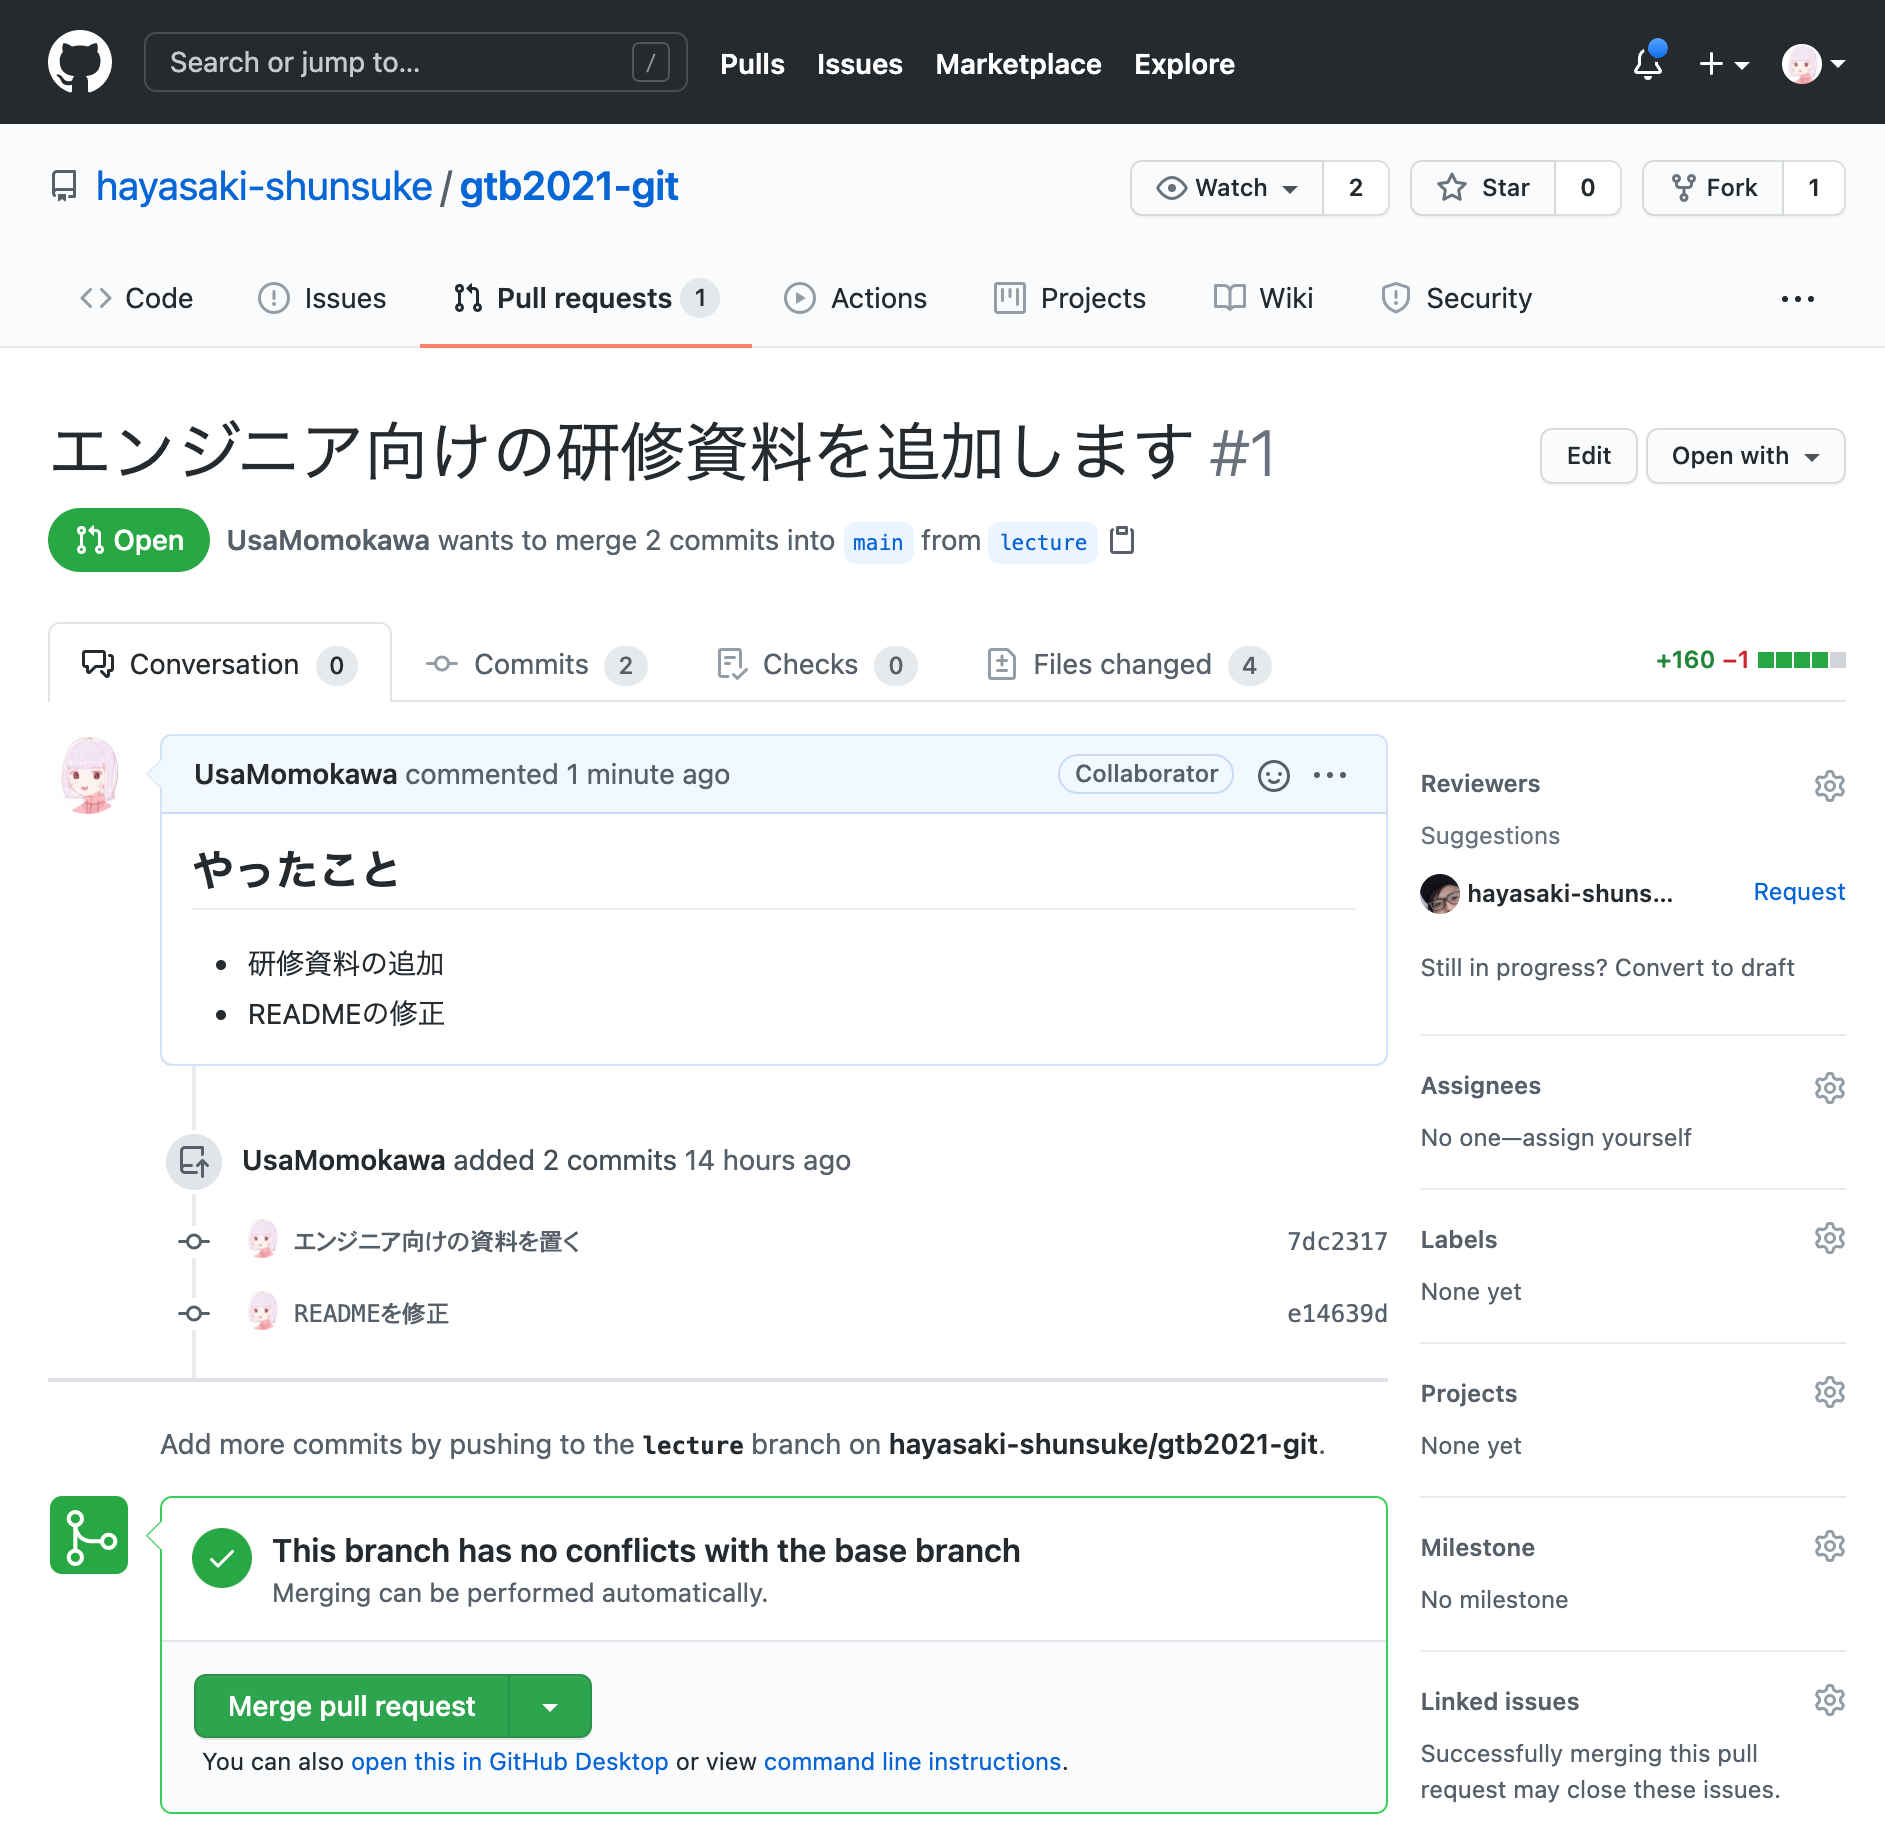 Search or jump to... /
Pulls Issues Marketplace Explore
hayasaki-shunsuke / gtb2021-git
Watch 2 Star 0 Fork 1
Code Issues Pull requests 1 Actions Projects Wiki Security
エンジニア向けの研修資料を追加します #1
Edit Open with
Open UsaMomokawa wants to merge 2 commits into main from lecture
Conversation 0 Commits 2 Checks 0 Files changed 4
+160 −1
UsaMomokawa commented 1 minute ago Collaborator
やったこと
研修資料の追加
READMEの修正
UsaMomokawa added 2 commits 14 hours ago
エンジニア向けの資料を置く 7dc2317
READMEを修正 e14639d
Add more commits by pushing to the lecture branch on hayasaki-shunsuke/gtb2021-git.
This branch has no conflicts with the base branch
Merging can be performed automatically.
Merge pull request
You can also open this in GitHub Desktop or view command line instructions.
Reviewers
Suggestions
hayasaki-shuns... Request
Still in progress? Convert to draft
Assignees
No one—assign yourself
Labels
None yet
Projects
None yet
Milestone
No milestone
Linked issues
Successfully merging this pull
request may close these issues.